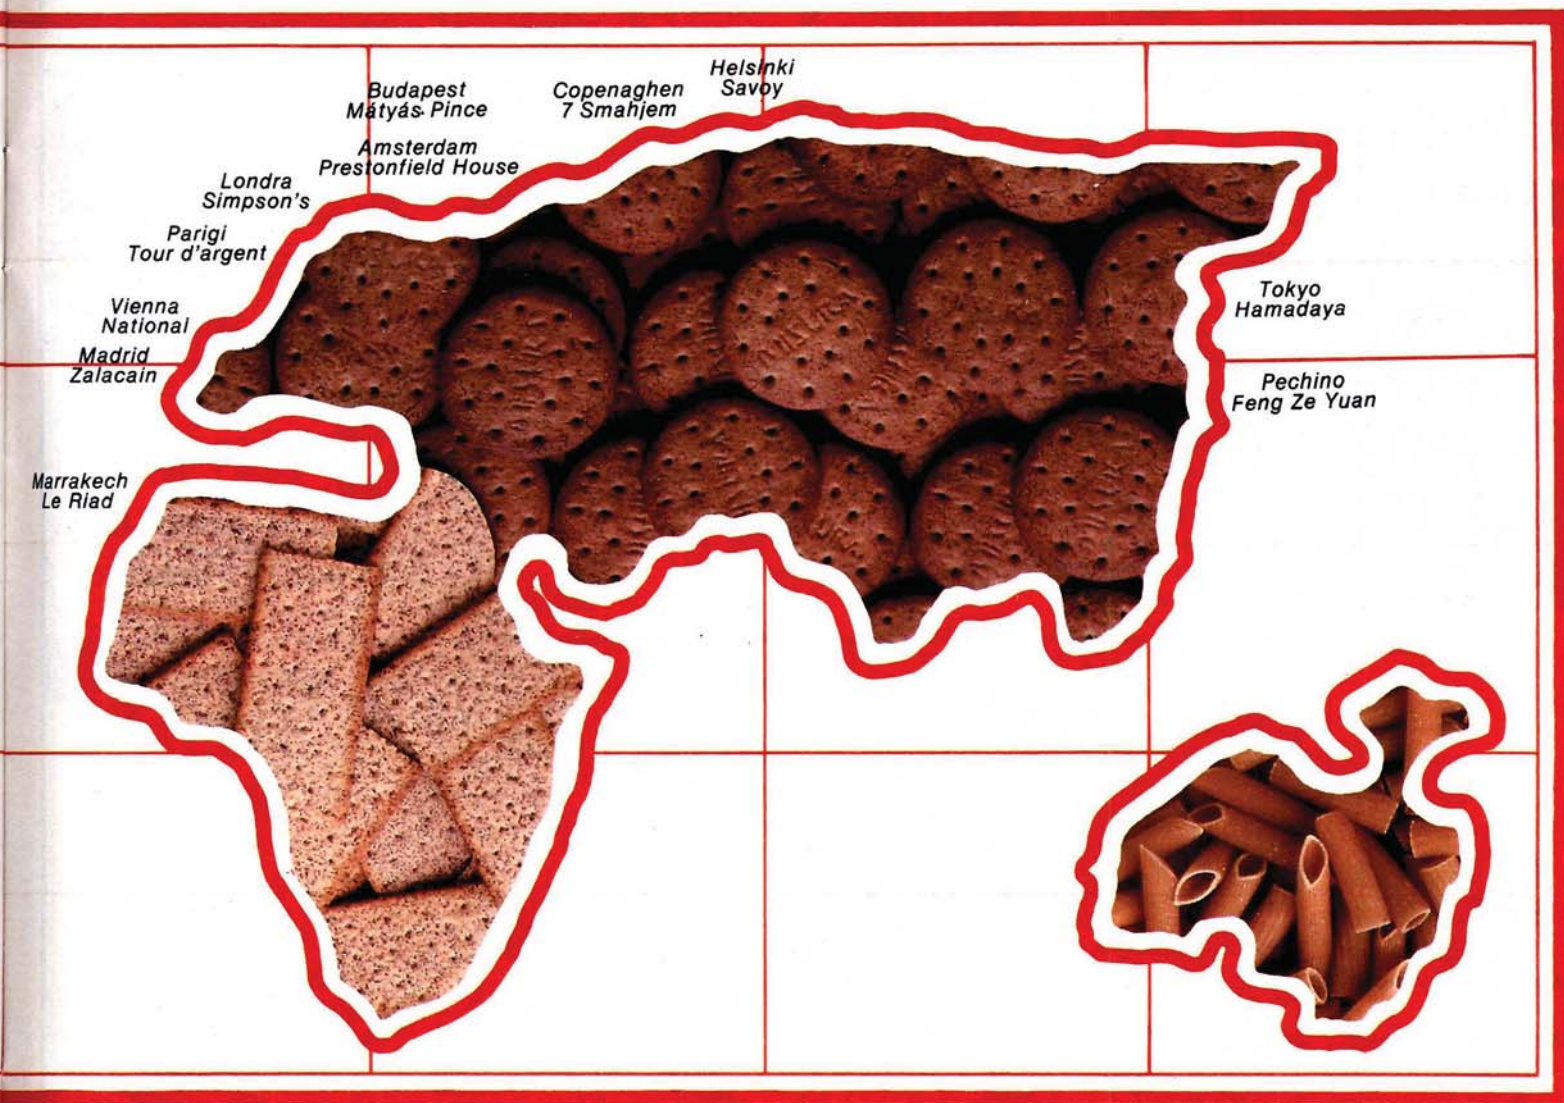 Helsinki
Savoy
Budapest
Mátyás Pince
Copenaghen
7 Smahjem
Amsterdam
Prestonfield House
Londra
Simpson's
Parigi
Tour d'argent
Vienna
National
Madrid
Zalacain
Marrakech
Le Riad
Tokyo
Hamadaya
Pechino
Feng Ze Yuan